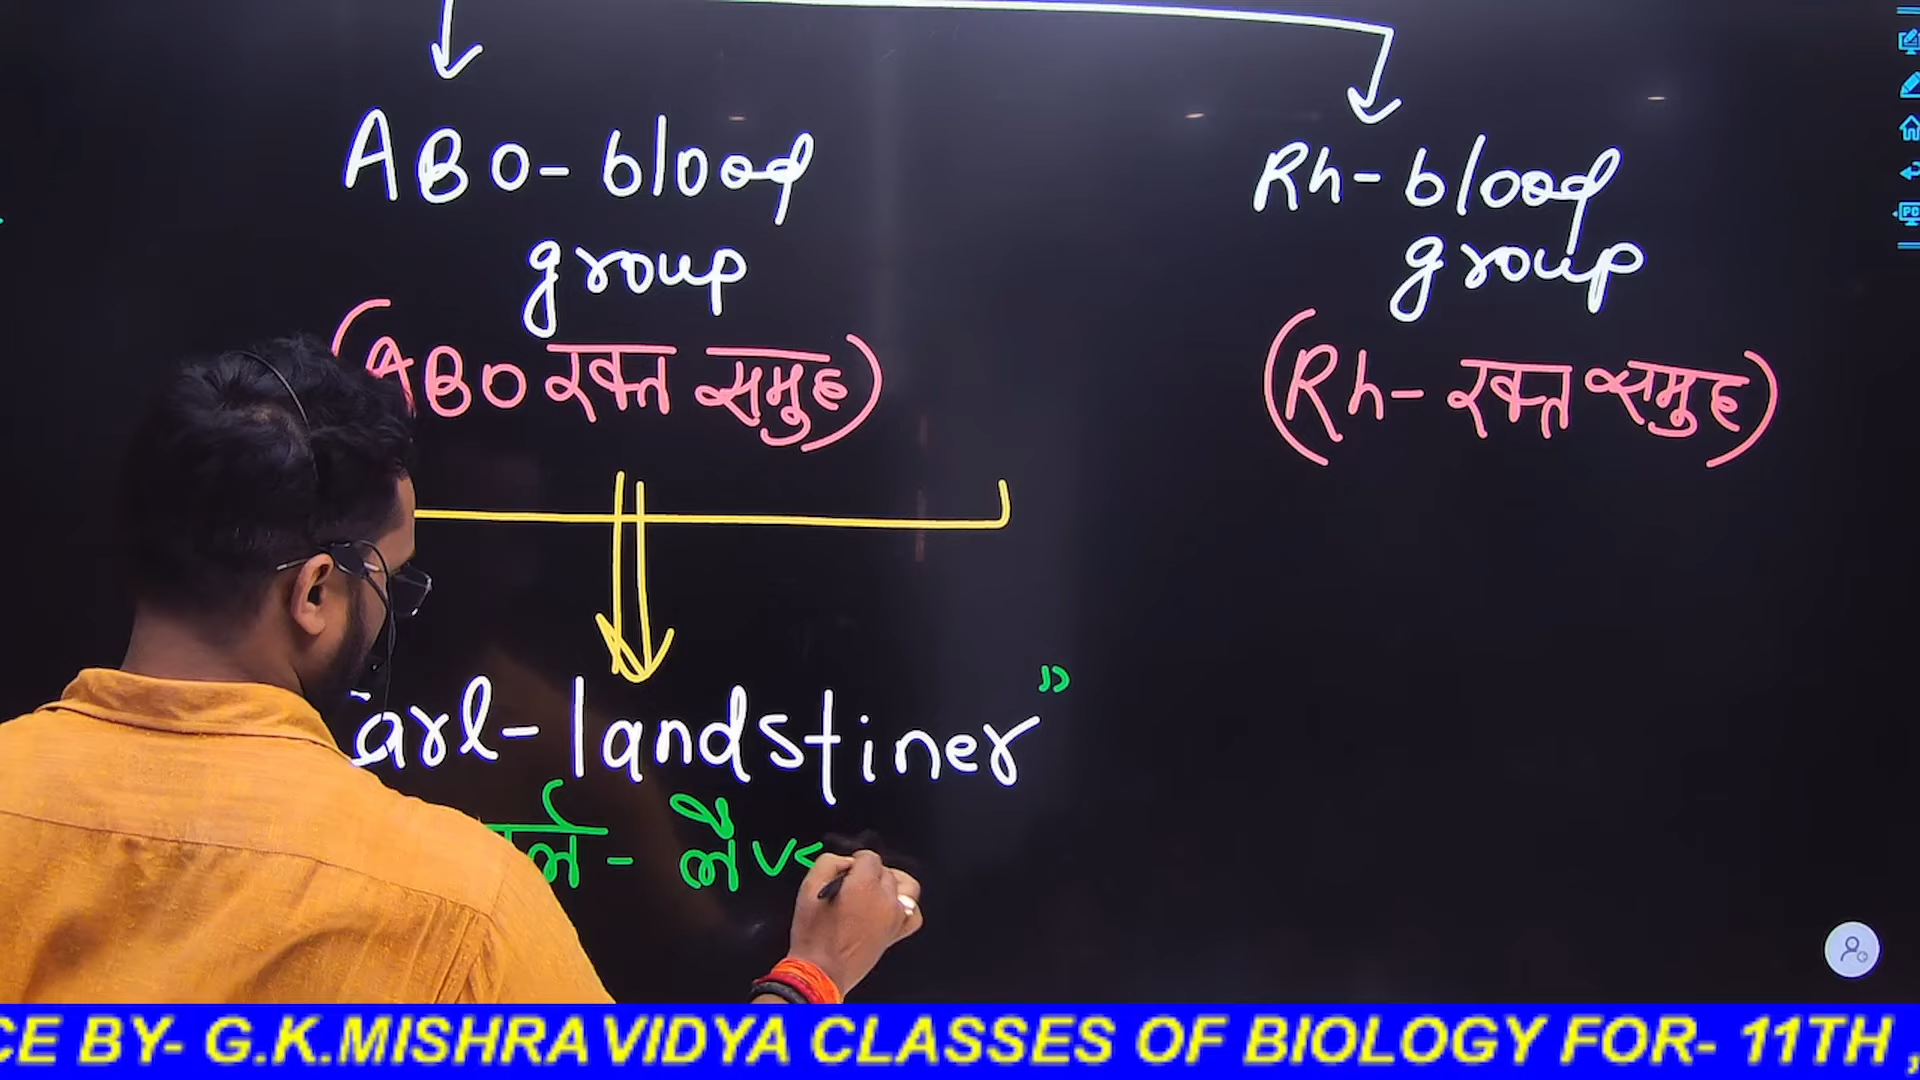 ABO-blood
group
(ABO रक्त समुह)
Rh-blood
group
(Rh- रक्त समुह)
arl-landstiner”
र्ल - लै
CE BY- G.K.MISHRA VIDYA CLASSES OF BIOLOGY FOR- 11TH ,